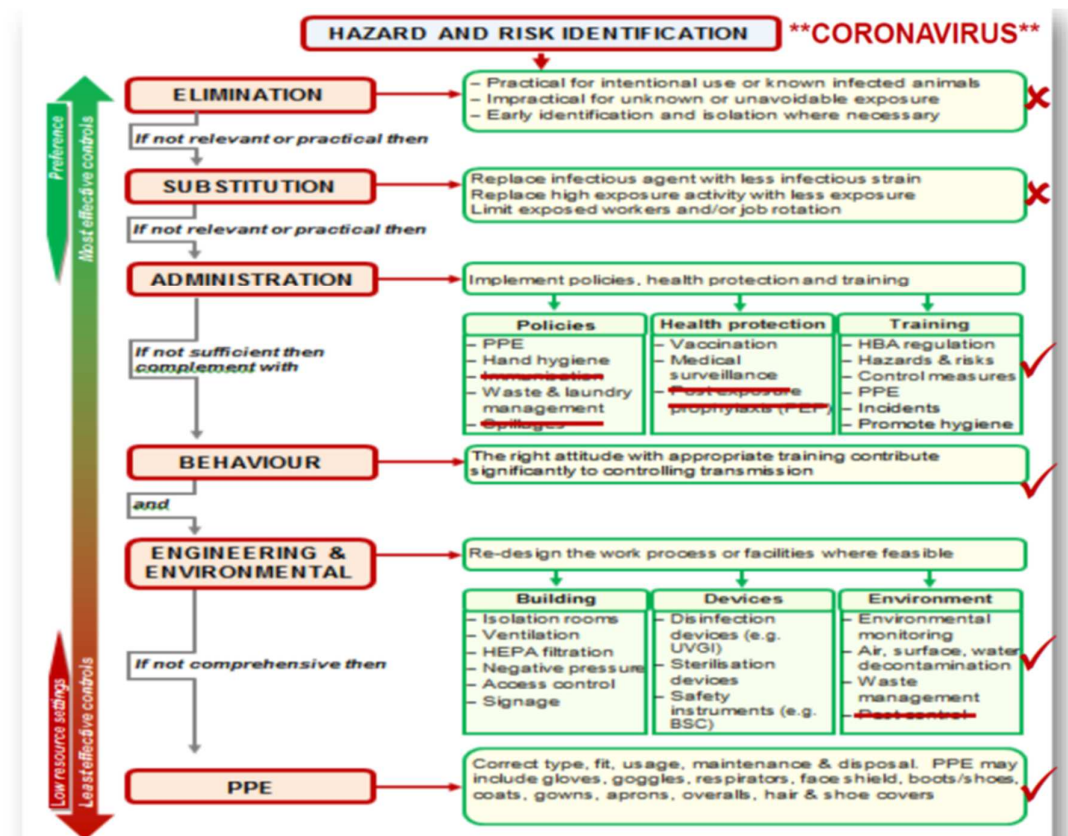 HAZARD AND RISK IDENTIFICATION
**CORONAVIRUS**
Preference
Most effective controls
Low resource settings
Least effective controls
ELIMINATION
– Practical for intentional use or known infected animals
– Impractical for unknown or unavoidable exposure
– Early identification and isolation where necessary
If not relevant or practical then
SUBSTITUTION
Replace infectious agent with less infectious strain
Replace high exposure activity with less exposure
Limit exposed workers and/or job rotation
If not relevant or practical then
ADMINISTRATION
Implement policies, health protection and training
Policies
– PPE
– Hand hygiene
– Immunisation
– Waste & laundry
management
– Spillages
Health protection
– Vaccination
– Medical
surveillance
– Post exposure
prophylaxis (PEP)
Training
– HBA regulation
– Hazards & risks
– Control measures
– PPE
– Incidents
– Promote hygiene
If not sufficient then
complement with
BEHAVIOUR
The right attitude with appropriate training contribute
significantly to controlling transmission
and
ENGINEERING &
ENVIRONMENTAL
Re-design the work process or facilities where feasible
Building
– Isolation rooms
– Ventilation
– HEPA filtration
– Negative pressure
– Access control
– Signage
Devices
– Disinfection
devices (e.g.
UVGI)
– Sterilisation
devices
– Safety
instruments (e.g.
BSC)
Environment
– Environmental
monitoring
– Air, surface, water
decontamination
– Waste
management
– Pest control
If not comprehensive then
PPE
Correct type, fit, usage, maintenance & disposal. PPE may
include gloves, goggles, respirators, face shield, boots/shoes,
coats, gowns, aprons, overalls, hair & shoe covers